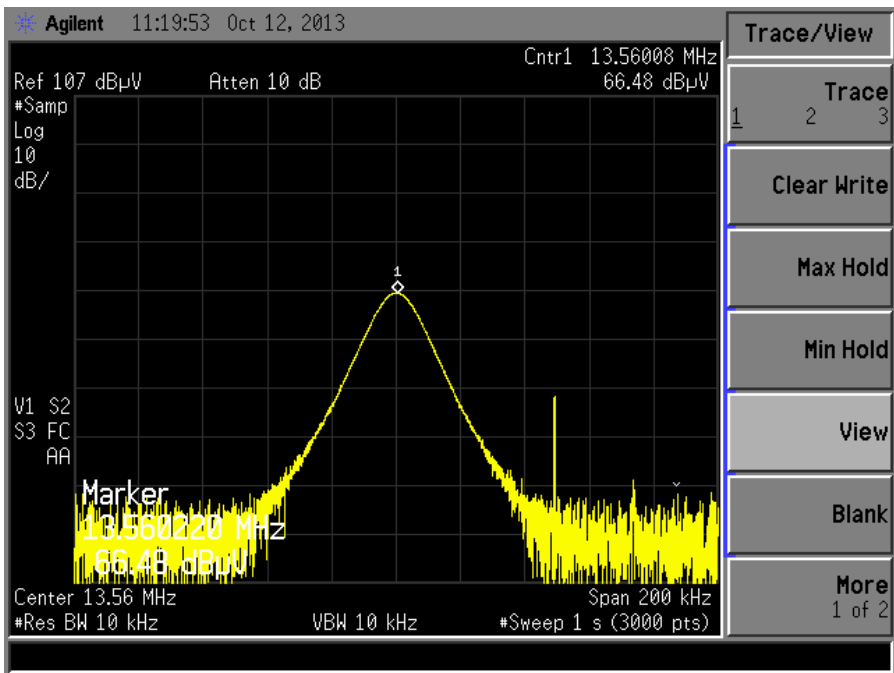 Agilent 11:19:53 Oct 12, 2013
Trace/View
Cntr1 13.56008 MHz
Ref 107 dBµV Atten 10 dB 66.48 dBµV
#Samp
Log
10
dB/
1
V1 S2
S3 FC
AA
Marker
13.560220 MHz
66.48 dBµV
Center 13.56 MHz Span 200 kHz
#Res BW 10 kHz VBW 10 kHz #Sweep 1 s (3000 pts)
Trace
1 2 3
Clear Write
Max Hold
Min Hold
View
Blank
More
1 of 2